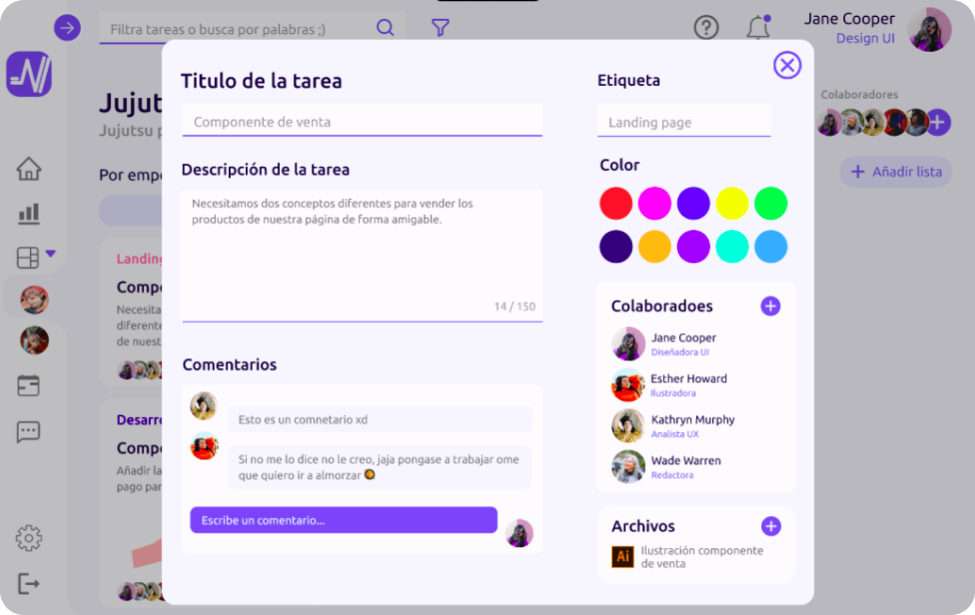 Filtra tareas o busca por palabras ;)
Jane Cooper
Design UI
Colaboradores
Añadir lista
Jujut
Jujutsu p
Por emp
Landing
Comp
Necesita
diferente
de nuest
Desarro
Comp
Añadir la
pago par
Titulo de la tarea
Componente de venta
Descripción de la tarea
Necesitamos dos conceptos diferentes para vender los
productos de nuestra página de forma amigable.
14 / 150
Comentarios
Esto es un comnetario xd
Si no me lo dice no le creo, jaja pongase a trabajar ome
que quiero ir a almorzar
Escribe un comentario...
Etiqueta
Landing page
Color
Colaboradoes
Jane Cooper
Diseñadora UI
Esther Howard
Ilustradora
Kathryn Murphy
Analista UX
Wade Warren
Redactora
Archivos
Ai
Ilustración componente
de venta